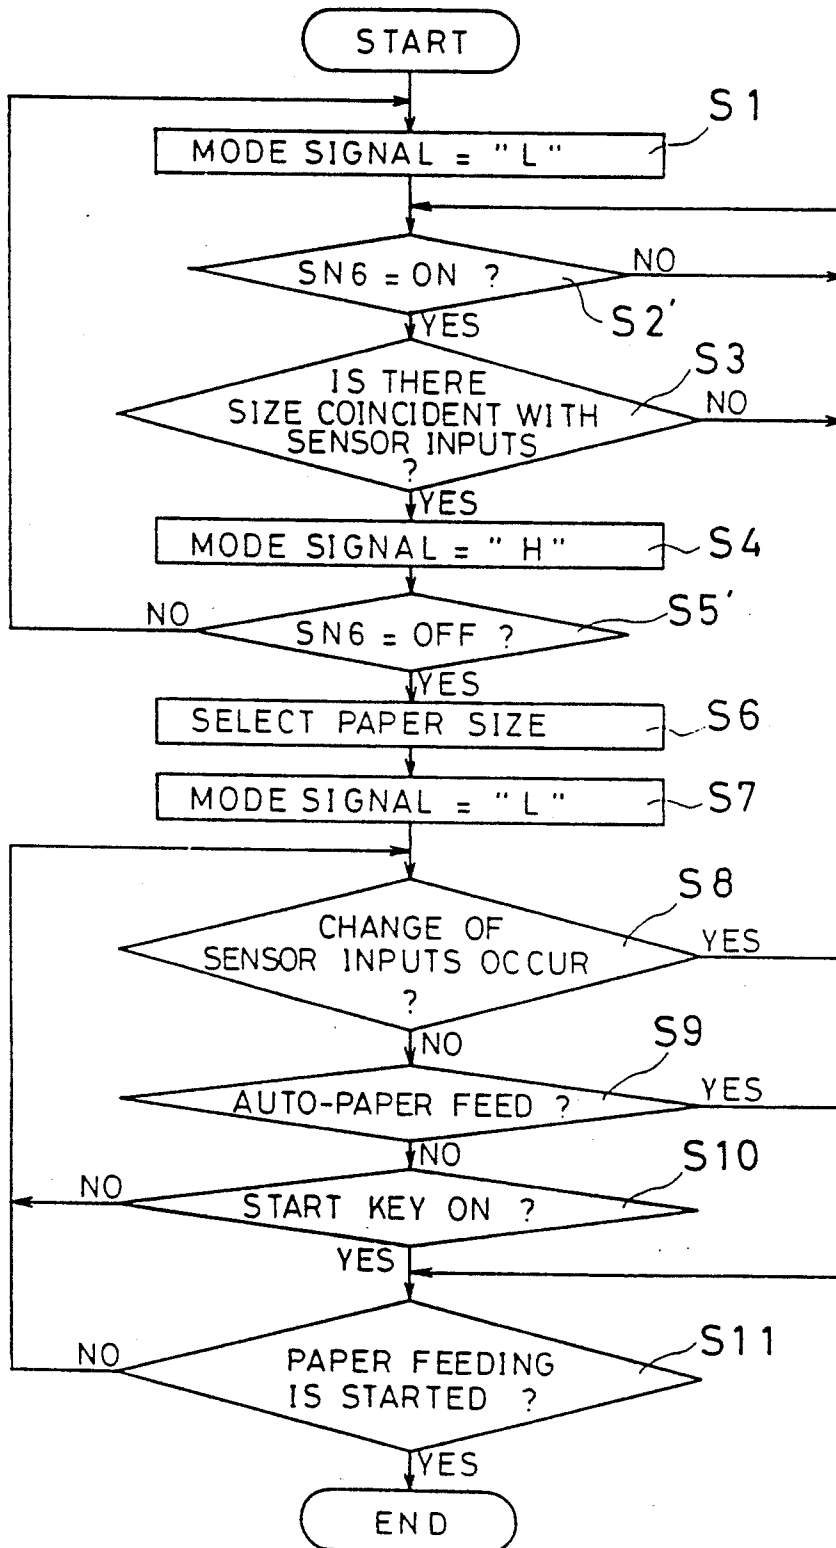 START
S1
MODE SIGNAL = "L"
SN6 = ON ?
NO
S2'
YES
S3
IS THERE
SIZE COINCIDENT WITH
SENSOR INPUTS
?
NO
YES
MODE SIGNAL = "H"
S4
NO
SN6 = OFF ?
S5'
YES
SELECT PAPER SIZE
S6
MODE SIGNAL = "L"
S7
S8
CHANGE OF
SENSOR INPUTS OCCUR
?
YES
NO
S9
AUTO-PAPER FEED ?
YES
NO
S10
NO
START KEY ON ?
YES
S11
NO
PAPER FEEDING
IS STARTED ?
YES
END